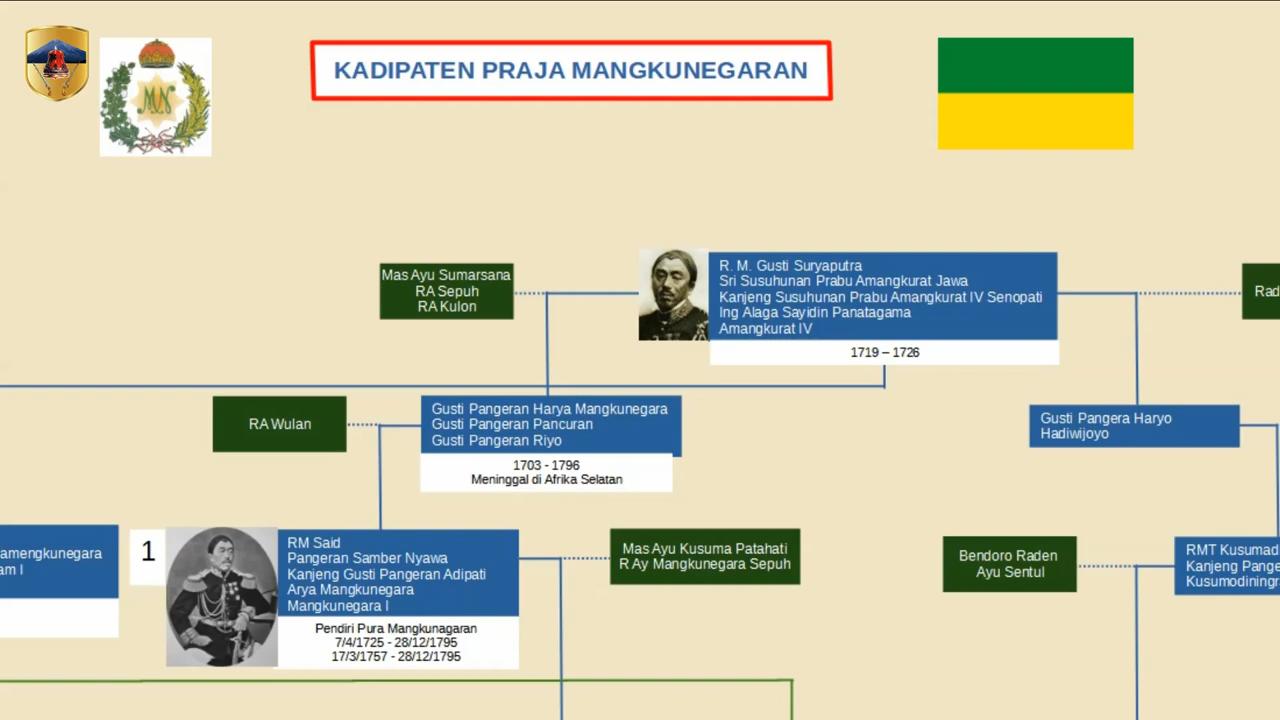 KADIPATEN PRAJA MANGKUNEGARAN
MN
Mas Ayu Sumarsana
RA Sepuh
RA Kulon
R. M. Gusti Suryaputra
Sri Susuhunan Prabu Amangkurat Jawa
Kanjeng Susuhunan Prabu Amangkurat IV Senopati
Ing Alaga Sayidin Panatagama
Amangkurat IV
1719 – 1726
Rad
RA Wulan
Gusti Pangeran Harya Mangkunegara
Gusti Pangeran Pancuran
Gusti Pangeran Riyo
1703 - 1796
Meninggal di Afrika Selatan
Gusti Pangera Haryo
Hadiwijoyo
amengkunegara
am I
1
RM Said
Pangeran Samber Nyawa
Kanjeng Gusti Pangeran Adipati
Arya Mangkunegara
Mangkunegara I
Pendiri Pura Mangkunagaran
7/4/1725 - 28/12/1795
17/3/1757 - 28/12/1795
Mas Ayu Kusuma Patahati
R Ay Mangkunegara Sepuh
Bendoro Raden
Ayu Sentul
RMT Kusumad
Kanjeng Pange
Kusumodiningr